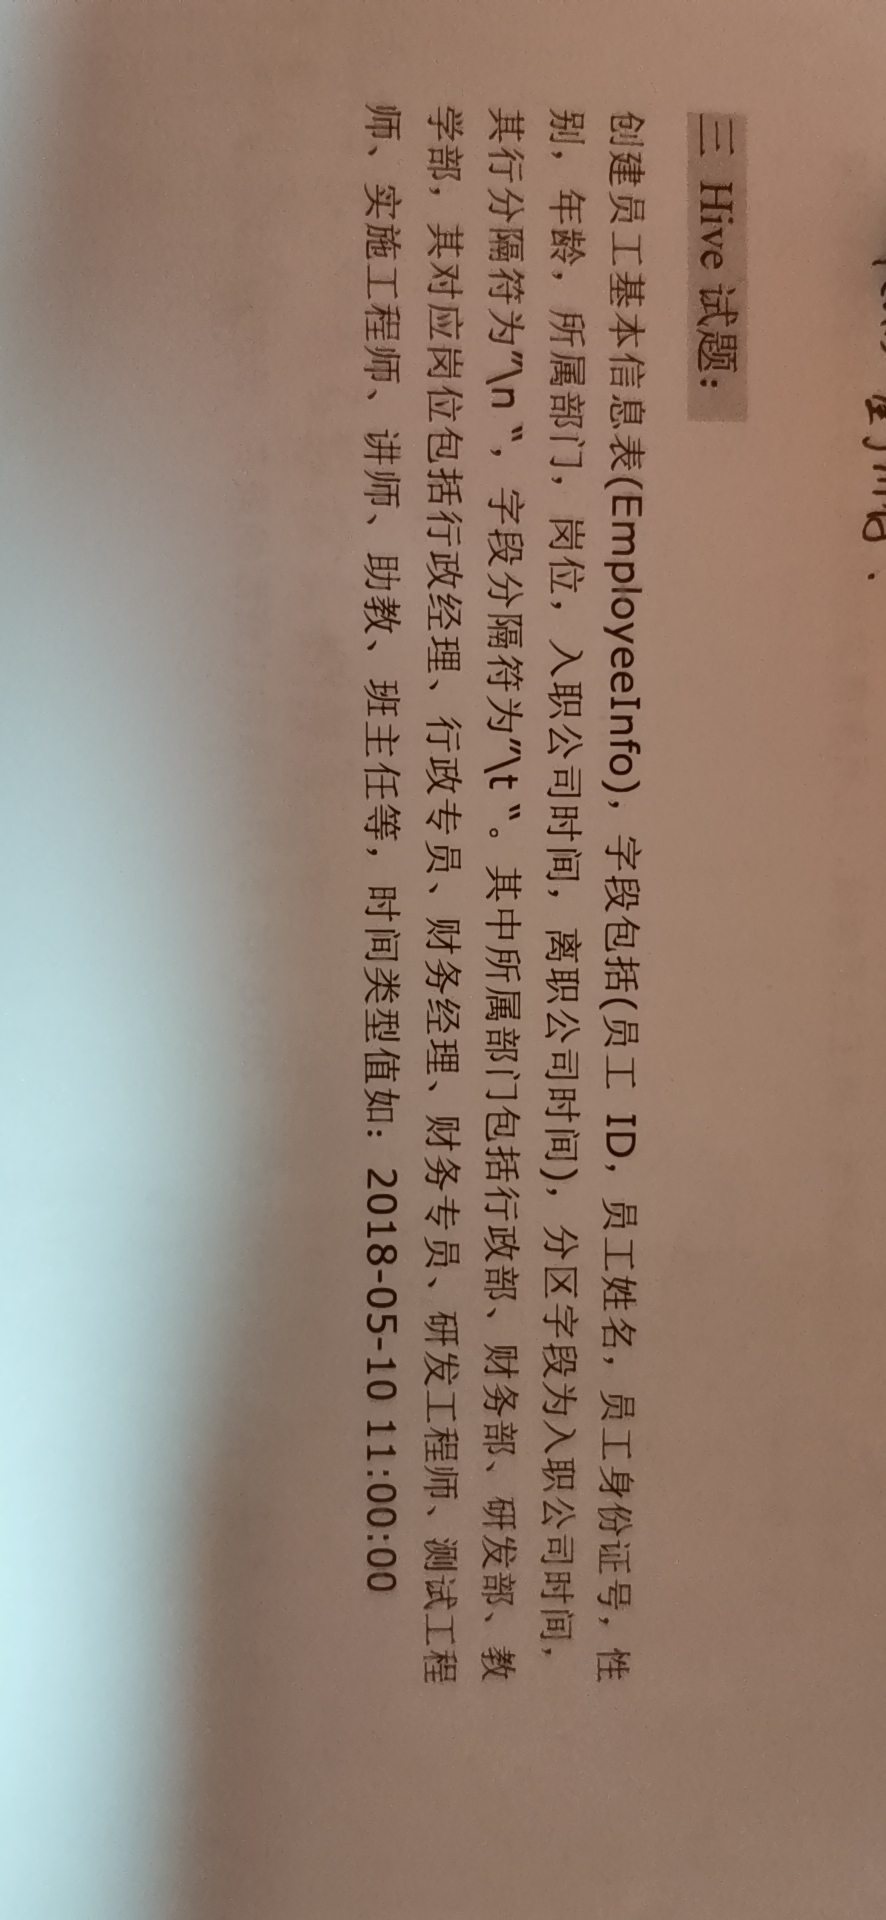 三 Hive 试题：
创建员工基本信息表(EmployeeInfo)，字段包括(员工 ID，员工姓名，员工身份证号，性
别，年龄，所属部门，岗位，入职公司时间，离职公司时间)，分区字段为入职公司时间，
其行分隔符为"\n "，字段分隔符为"\t "。其中所属部门包括行政部、财务部、研发部、教
学部，其对应岗位包括行政经理、行政专员、财务经理、财务专员、研发工程师、测试工程
师、实施工程师、讲师、助教、班主任等，时间类型值如：2018-05-10 11:00:00